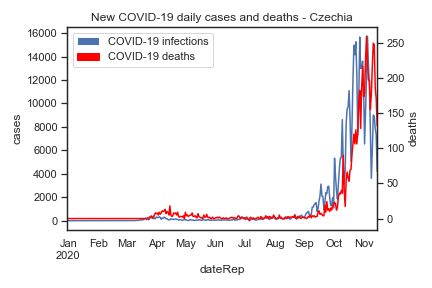 New COVID-19 daily cases and deaths - Czechia
COVID-19 infections
COVID-19 deaths
16000
14000
12000
10000
8000
6000
4000
2000
0
cases
250
200
150
100
50
0
deaths
Jan Feb Mar Apr May Jun Jul Aug Sep Oct Nov
2020
dateRep